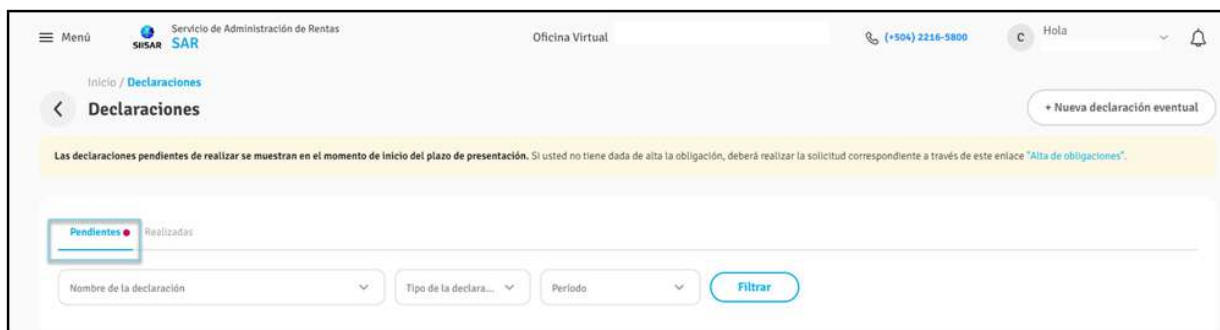 Menú
SIISAR
Servicio de Administración de Rentas
SAR
Oficina Virtual
(+504) 2216-5800
C
Hola
Inicio / Declaraciones
Declaraciones
+ Nueva declaración eventual
Las declaraciones pendientes de realizar se muestran en el momento de inicio del plazo de presentación. Si usted no tiene dada de alta la obligación, deberá realizar la solicitud correspondiente a través de este enlace "Alta de obligaciones".
Pendientes Realizadas
Nombre de la declaración
Tipo de la declara...
Período
Filtrar